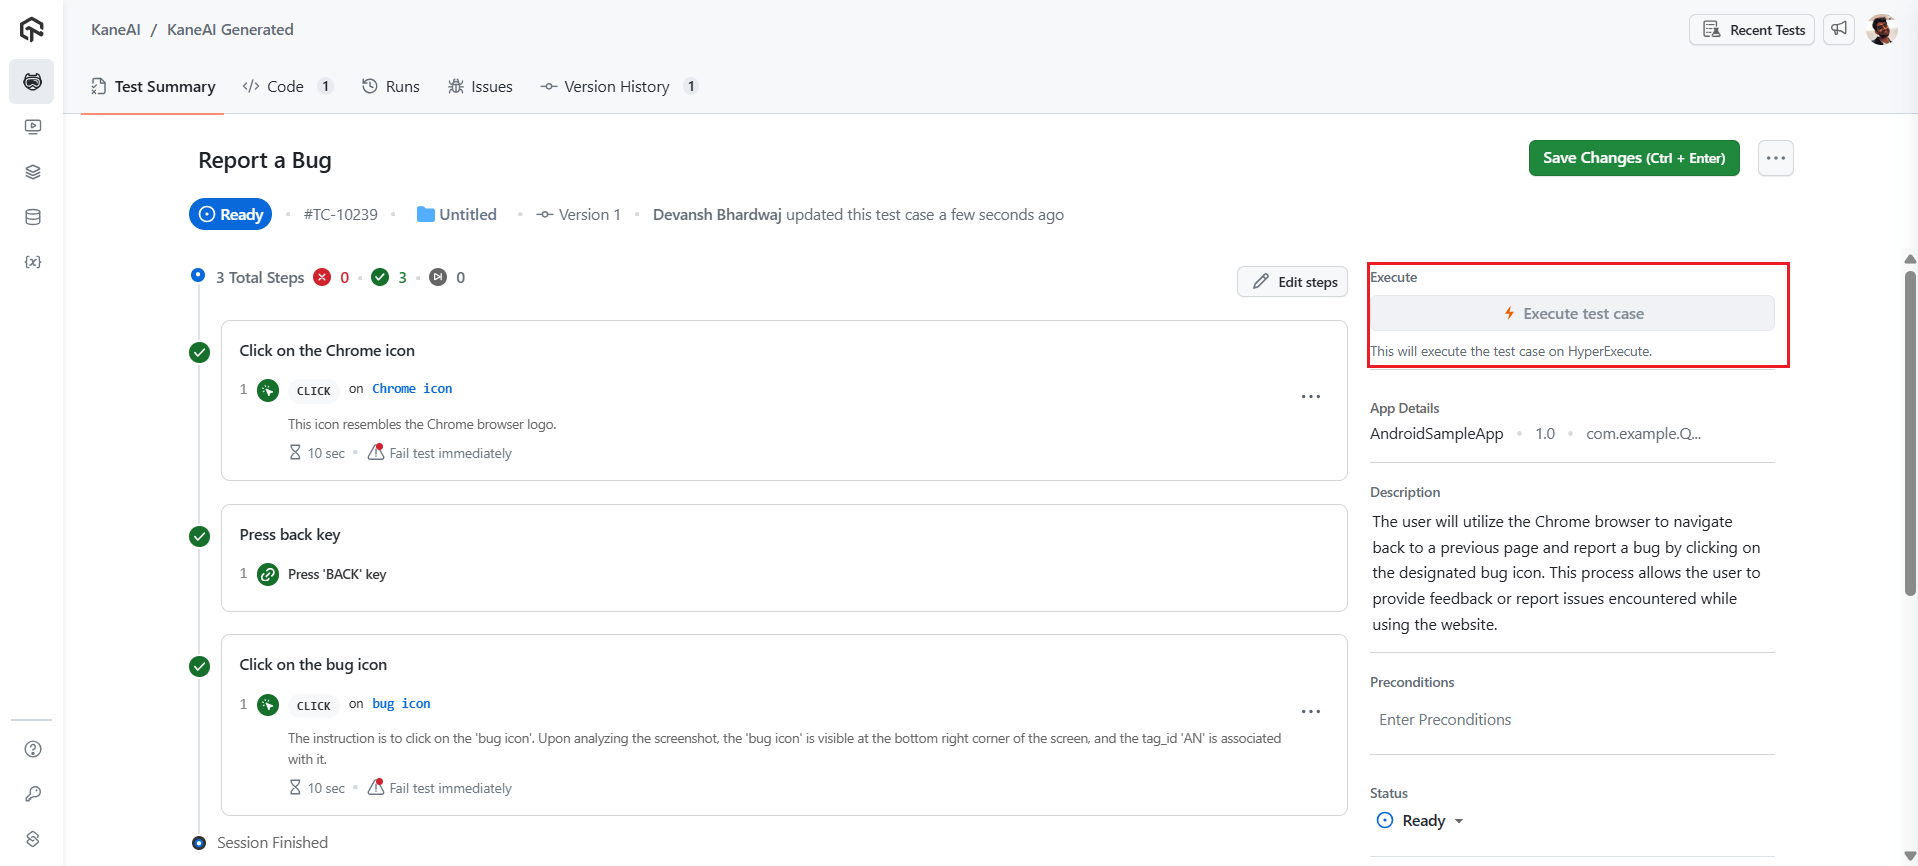 KaneAI / KaneAI Generated
Recent Tests
Test Summary
Code 1
Runs
Issues
Version History 1
Report a Bug
Save Changes (Ctrl + Enter)
Ready
#TC-10239
Untitled
Version 1
Devansh Bhardwaj updated this test case a few seconds ago
3 Total Steps 0 3 0
Edit steps
Click on the Chrome icon
1 CLICK on Chrome icon
This icon resembles the Chrome browser logo.
10 sec Fail test immediately
Press back key
1 Press 'BACK' key
Click on the bug icon
1 CLICK on bug icon
The instruction is to click on the 'bug icon'. Upon analyzing the screenshot, the 'bug icon' is visible at the bottom right corner of the screen, and the tag_id 'AN' is associated
with it.
10 sec Fail test immediately
Session Finished
Execute
Execute test case
This will execute the test case on HyperExecute.
App Details
AndroidSampleApp 1.0 com.example.Q...
Description
The user will utilize the Chrome browser to navigate
back to a previous page and report a bug by clicking on
the designated bug icon. This process allows the user to
provide feedback or report issues encountered while
using the website.
Preconditions
Enter Preconditions
Status
Ready